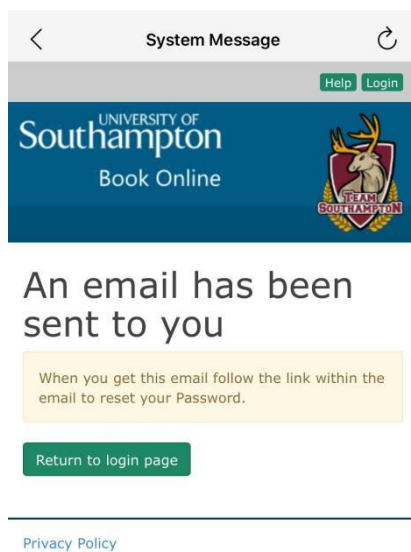 System Message
Help Login
UNIVERSITY OF
Southampton
Book Online
TEAM
SOUTHAMPTON
An email has been
sent to you
When you get this email follow the link within the
email to reset your Password.
Return to login page
Privacy Policy